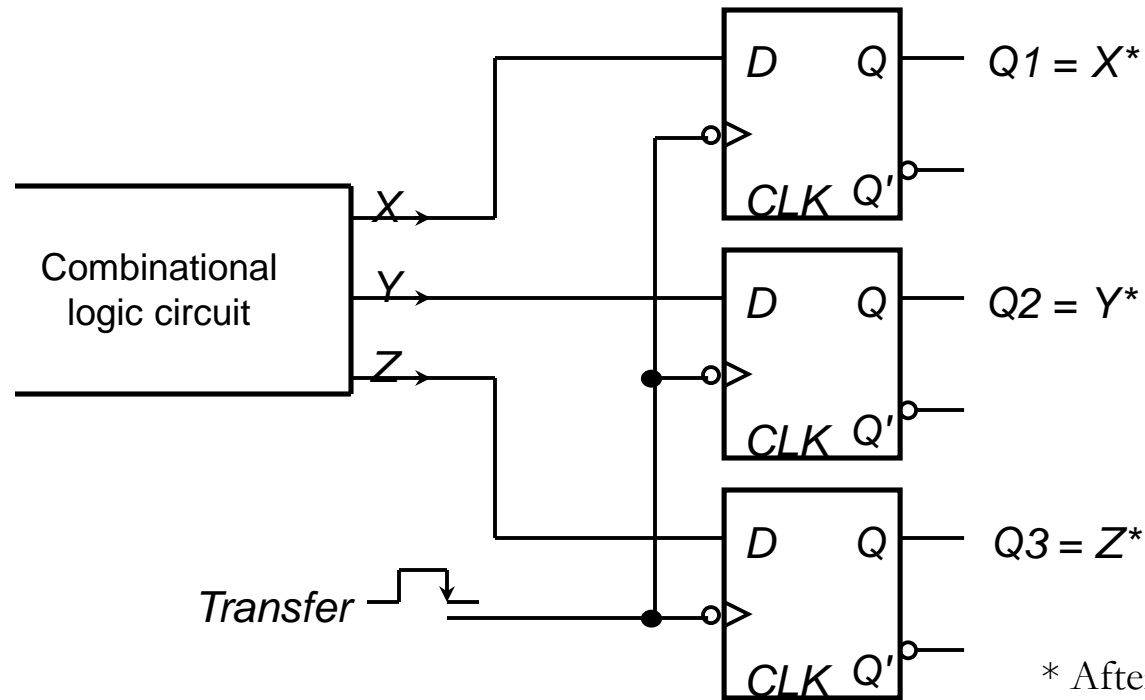 D Q Q1 = X*
CLK Q'
X
Combinational
logic circuit
Y
D Q Q2 = Y*
CLK Q'
Z
D Q Q3 = Z*
Transfer
CLK Q'
* Afte